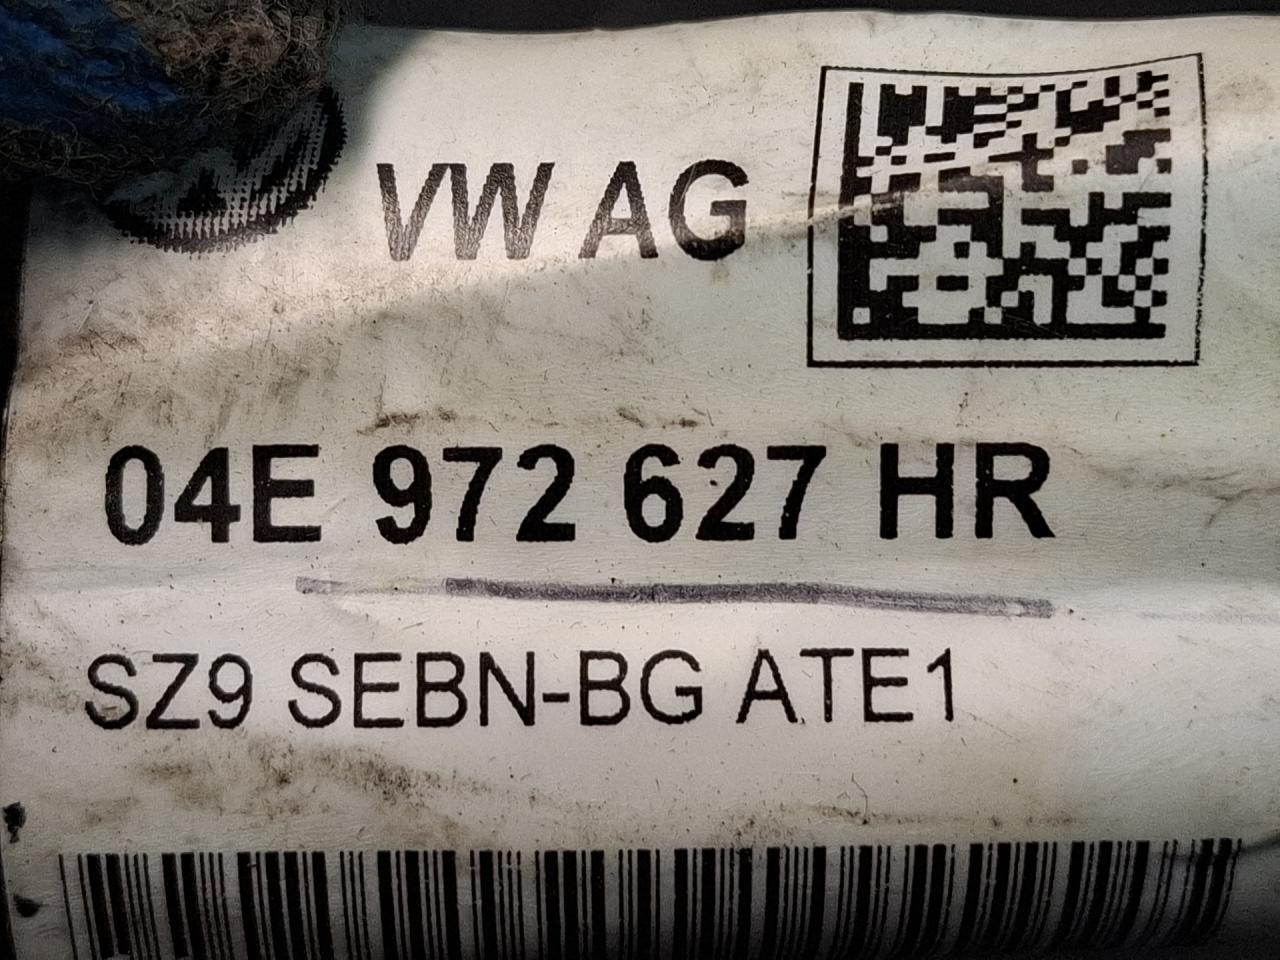 VW AG
04E 972 627 HR
SZ9 SEBN-BG ATE1